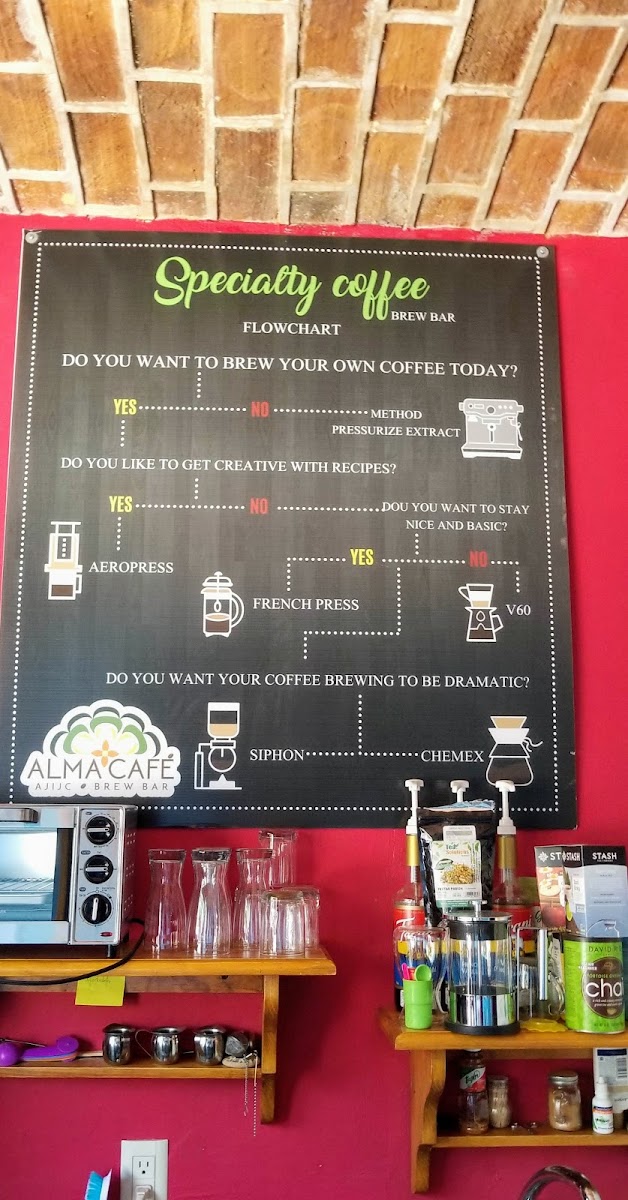 Specialty coffee
BREW BAR
FLOWCHART
DO YOU WANT TO BREW YOUR OWN COFFEE TODAY?
YES NO METHOD
PRESSURIZE EXTRACT
DO YOU LIKE TO GET CREATIVE WITH RECIPES?
YES NO DOU YOU WANT TO STAY
NICE AND BASIC?
YES NO
AEROPRESS
FRENCH PRESS
V60
DO YOU WANT YOUR COFFEE BREWING TO BE DRAMATIC?
SIPHON CHEMEX
ALMA CAFÉ
AJIJC BREW BAR
STASH
chai